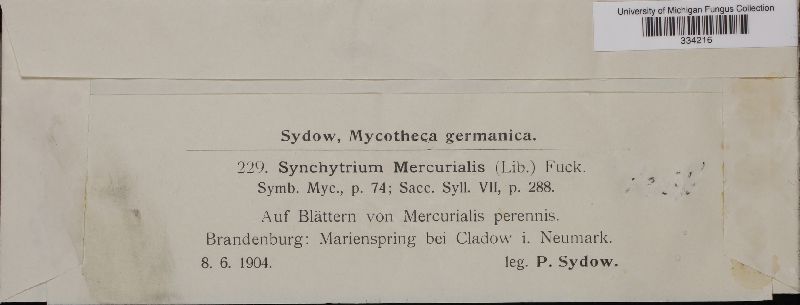 University of Michigan Fungus Collection
334216
Sydow, Mycotheca germanica.
229. Synchytrium Mercurialis (Lib.) Fuck.
Symb. Myc., p. 74; Sacc. Syll. VII, p. 288.
Auf Blättern von Mercurialis perennis.
Brandenburg: Marienspring bei Cladow i. Neumark.
8. 6. 1904. leg. P. Sydow.